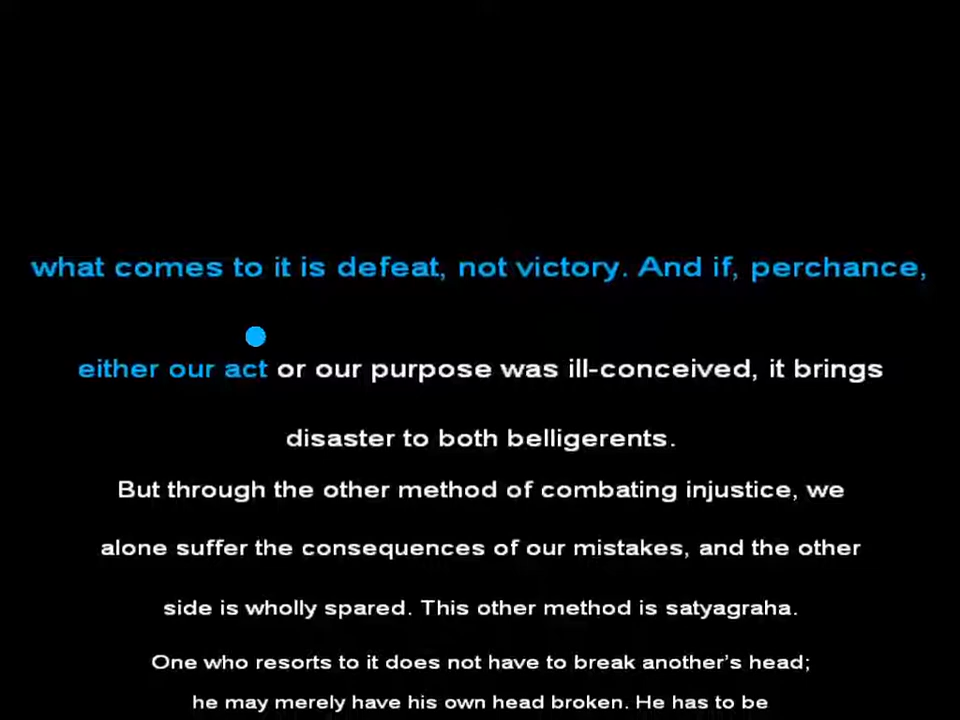 what comes to it is defeat, not victory. And if, perchance,
either our act or our purpose was ill-conceived, it brings
disaster to both belligerents.
But through the other method of combating injustice, we
alone suffer the consequences of our mistakes, and the other
side is wholly spared. This other method is satyagraha.
One who resorts to it does not have to break another’s head;
he may merely have his own head broken. He has to be